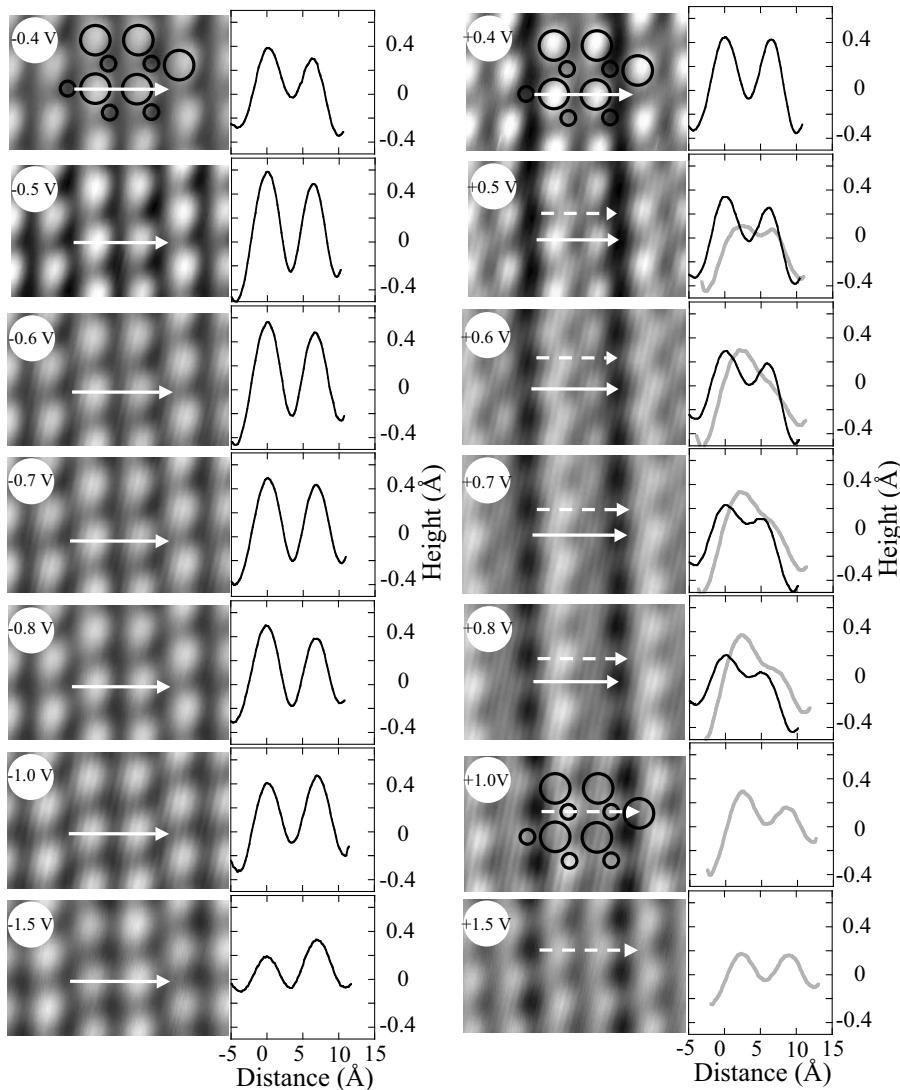 -0.4 V
0.4
0
-0.4
-0.5 V
0.4
0
-0.4
-0.6 V
0.4
0
-0.4
-0.7 V
0.4
0
-0.4
-0.8 V
0.4
0
-0.4
-1.0 V
0.4
0
-0.4
-1.5 V
0.4
0
-0.4
-5 0 5 10 15
Distance (Å)
Height (Å)
+0.4 V
0.4
0
-0.4
+0.5 V
0.4
0
-0.4
+0.6 V
0.4
0
-0.4
+0.7 V
0.4
0
-0.4
+0.8 V
0.4
0
-0.4
+1.0V
0.4
0
-0.4
+1.5 V
0.4
0
-0.4
-5 0 5 10 15
Distance (Å)
Height (Å)